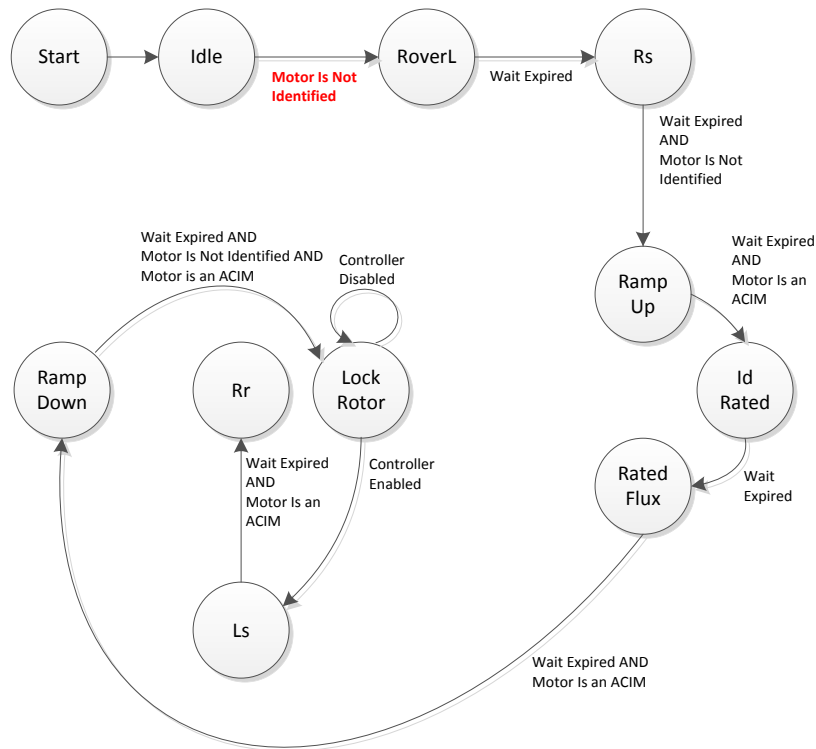 Start
Idle
Motor Is Not
Identified
RoverL
Wait Expired
Rs
Wait Expired
AND
Motor Is Not
Identified
Ramp
Up
Wait Expired
AND
Motor Is an
ACIM
Id
Rated
Wait
Expired
Rated
Flux
Wait Expired AND
Motor Is an ACIM
Ramp
Down
Wait Expired AND
Motor Is Not Identified AND
Motor is an ACIM
Controller
Disabled
Lock
Rotor
Controller
Enabled
Ls
Wait Expired
AND
Motor Is an
ACIM
Rr